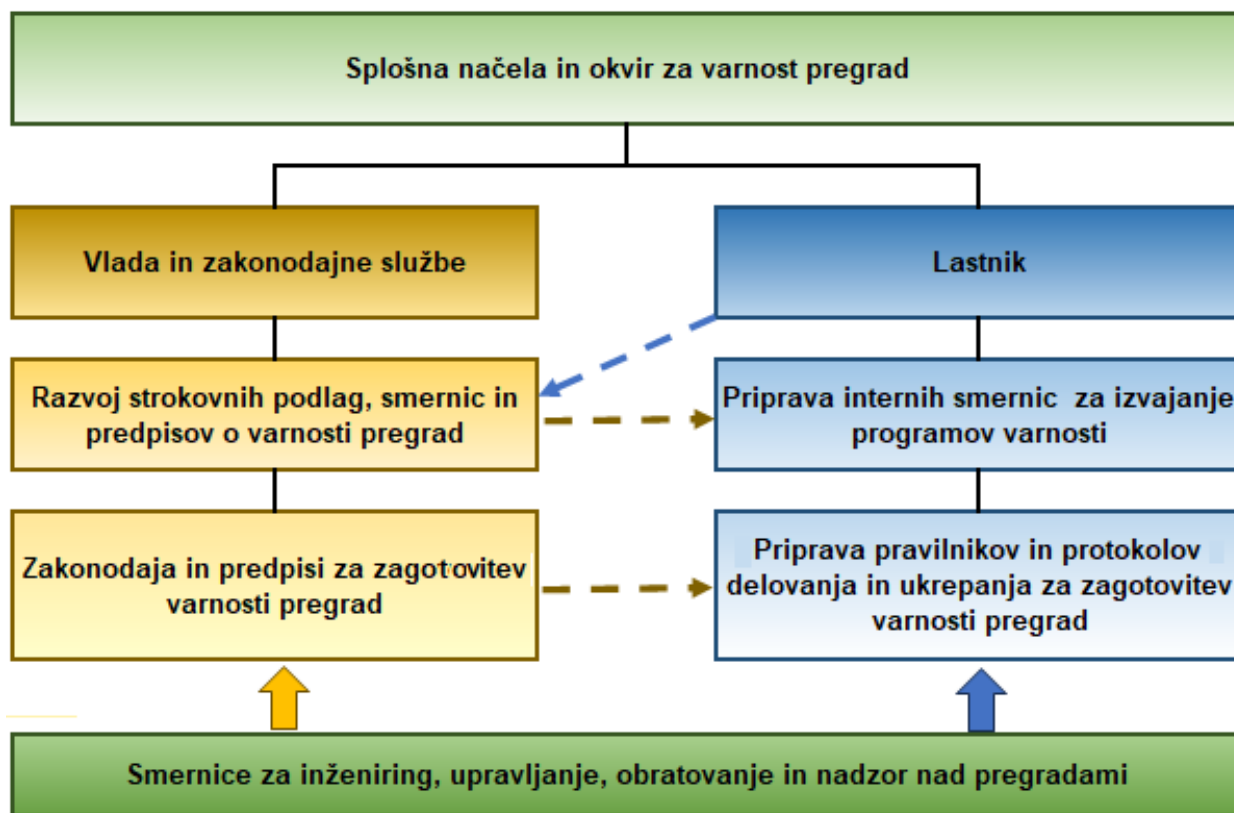 Splošna načela in okvir za varnost pregrad
Vlada in zakonodajne službe
Lastnik
Razvoj strokovnih podlag, smernic in
predpisov o varnosti pregrad
Priprava internih smernic za izvajanje
programov varnosti
Zakonodaja in predpisi za zagotovitev
varnosti pregrad
Priprava pravilnikov in protokolov
delovanja in ukrepanja za zagotovitev
varnosti pregrad
Smernice za inženiring, upravljanje, obratovanje in nadzor nad pregradami